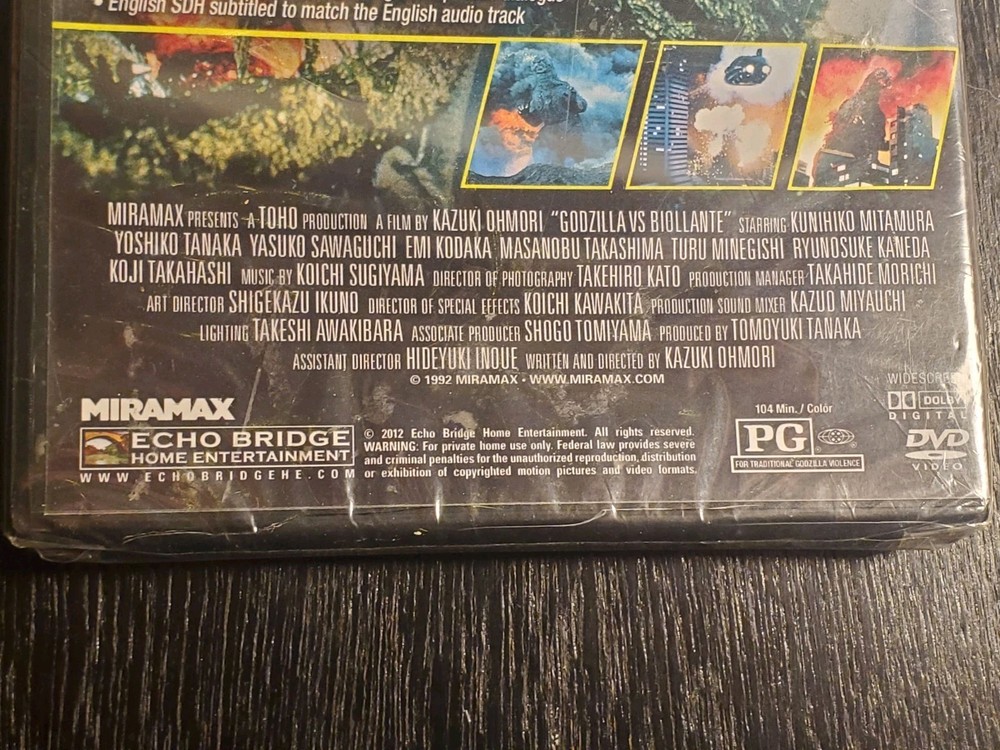 • English SDH subtitled to match the English audio track
MIRAMAX PRESENTS A TOHO PRODUCTION A FILM BY KAZUKI OHMORI "GODZILLA VS BIOLLANTE" STARRING KUNIHIKO MITAMURA
YOSHIKO TANAKA YASUKO SAWAGUCHI EMI KODAKA MASANOBU TAKASHIMA TURU MINEGISHI RYUNOSUKE KANEDA
KOJI TAKAHASHI MUSIC BY KOICHI SUGIYAMA DIRECTOR OF PHOTOGRAPHY TAKEHIRO KATO PRODUCTION MANAGER TAKAHIDE MORICHI
ART DIRECTOR SHIGEKAZU IKUNO DIRECTOR OF SPECIAL EFFECTS KOICHI KAWAKITA PRODUCTION SOUND MIXER KAZUO MIYAUCHI
LIGHTING TAKESHI AWAKIBARA ASSOCIATE PRODUCER SHOGO TOMIYAMA PRODUCED BY TOMOYUKI TANAKA
ASSISTANT DIRECTOR HIDEYUKI INOUE WRITTEN AND DIRECTED BY KAZUKI OHMORI
© 1992 MIRAMAX · WWW.MIRAMAX.COM
MIRAMAX
ECHO BRIDGE
HOME ENTERTAINMENT
WWW.ECHOBRIDGEHE.COM
© 2012 Echo Bridge Home Entertainment. All rights reserved.
WARNING: For private home use only. Federal law provides severe
and criminal penalties for the unauthorized reproduction, distribution
or exhibition of copyrighted motion pictures and video formats.
104 Min. / Color
PG
FOR TRADITIONAL GODZILLA VIOLENCE
WIDESCREEN
DOLBY
DIGITAL
DVD
VIDEO